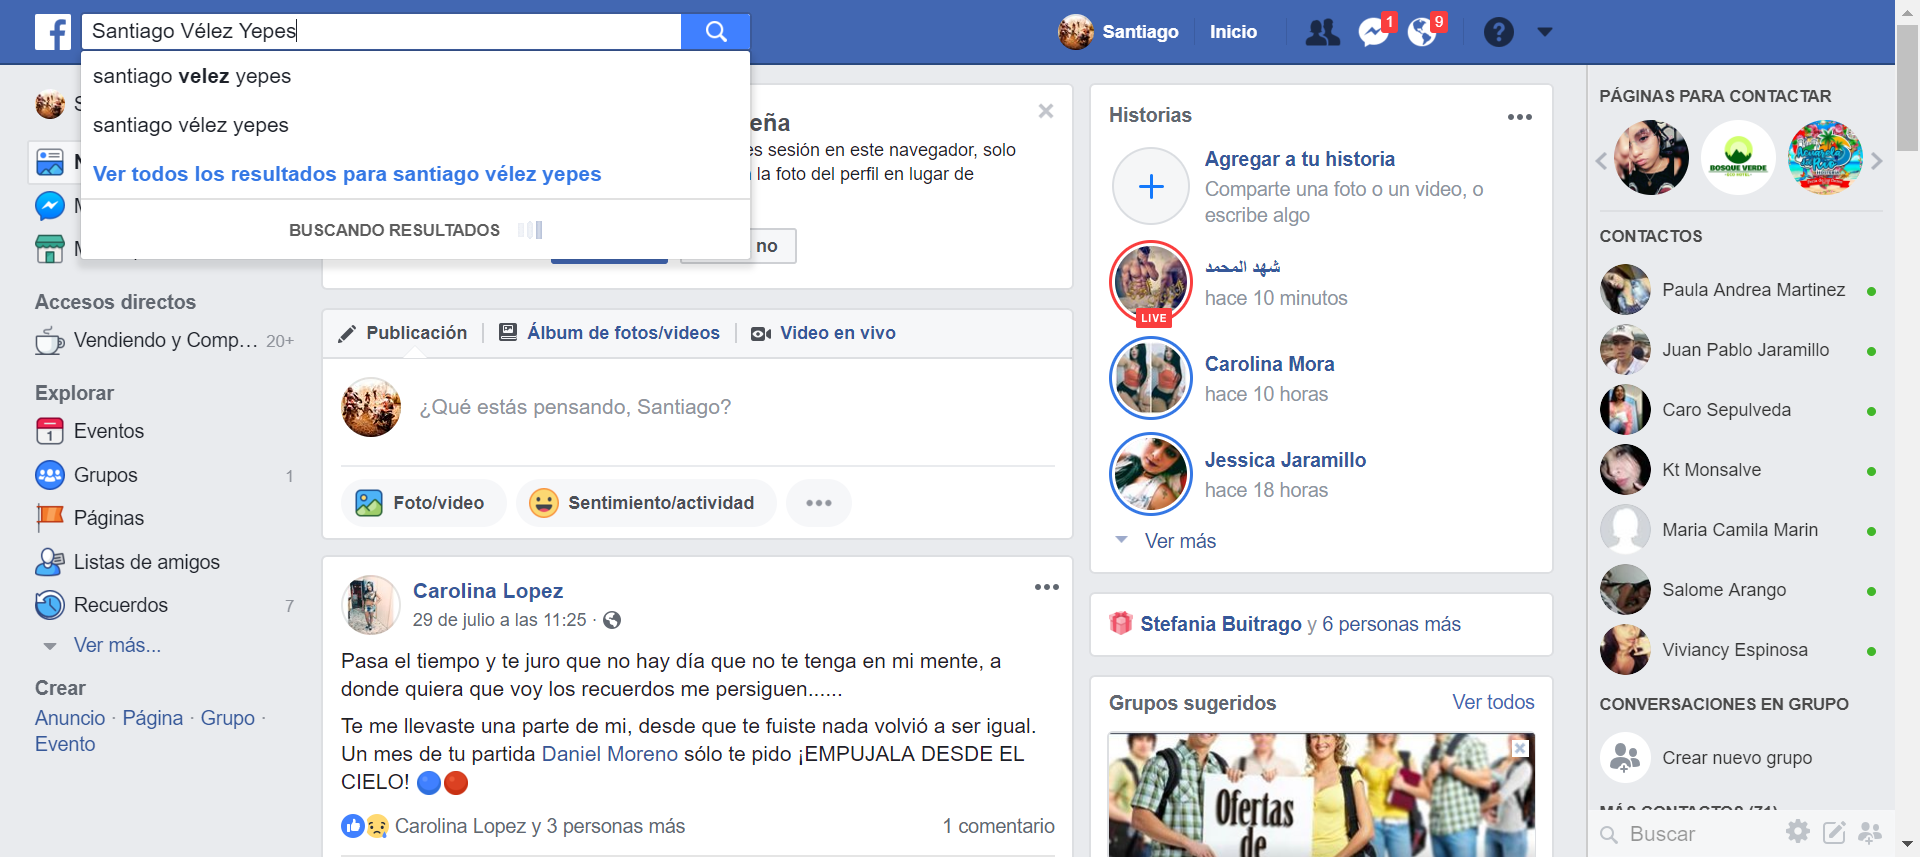 Santiago Vélez Yepes
Santiago
Inicio
1
9
santiago velez yepes
santiago vélez yepes
Ver todos los resultados para santiago vélez yepes
BUSCANDO RESULTADOS
S
N
M
M
Accesos directos
Vendiendo y Comp... 20+
Explorar
1
Eventos
Grupos 1
Páginas
Listas de amigos
Recuerdos 7
Ver más...
Crear
Anuncio · Página · Grupo ·
Evento
eña
es sesión en este navegador, solo
la foto del perfil en lugar de
no
Publicación
Álbum de fotos/videos
Video en vivo
¿Qué estás pensando, Santiago?
Foto/video
Sentimiento/actividad
Carolina Lopez
29 de julio a las 11:25 ·
Pasa el tiempo y te juro que no hay día que no te tenga en mi mente, a
donde quiera que voy los recuerdos me persiguen......
Te me llevaste una parte de mi, desde que te fuiste nada volvió a ser igual.
Un mes de tu partida Daniel Moreno sólo te pido ¡EMPUJALA DESDE EL
CIELO!
Carolina Lopez y 3 personas más
1 comentario
Historias
Agregar a tu historia
Comparte una foto o un video, o
escribe algo
شهد المحمد
hace 10 minutos
LIVE
Carolina Mora
hace 10 horas
Jessica Jaramillo
hace 18 horas
Ver más
Stefania Buitrago y 6 personas más
Grupos sugeridos
Ver todos
Ofertas
de
PÁGINAS PARA CONTACTAR
BOSQUE VERDE
CONTACTOS
Paula Andrea Martinez
Juan Pablo Jaramillo
Caro Sepulveda
Kt Monsalve
Maria Camila Marin
Salome Arango
Viviancy Espinosa
CONVERSACIONES EN GRUPO
Crear nuevo grupo
MÁS CONTACTOS (71)
Buscar